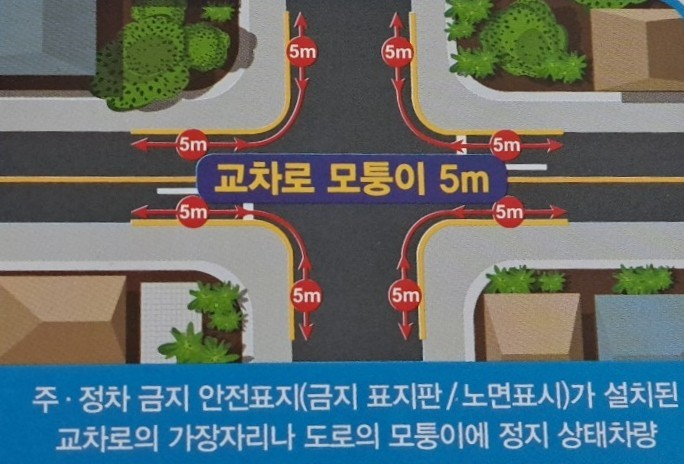 5m 5m
5m 5m
교차로 모퉁이 5m
5m 5m
5m 5m
주·정차 금지 안전표지(금지 표지판/노면표시)가 설치된
교차로의 가장자리나 도로의 모퉁이에 정지 상태차량